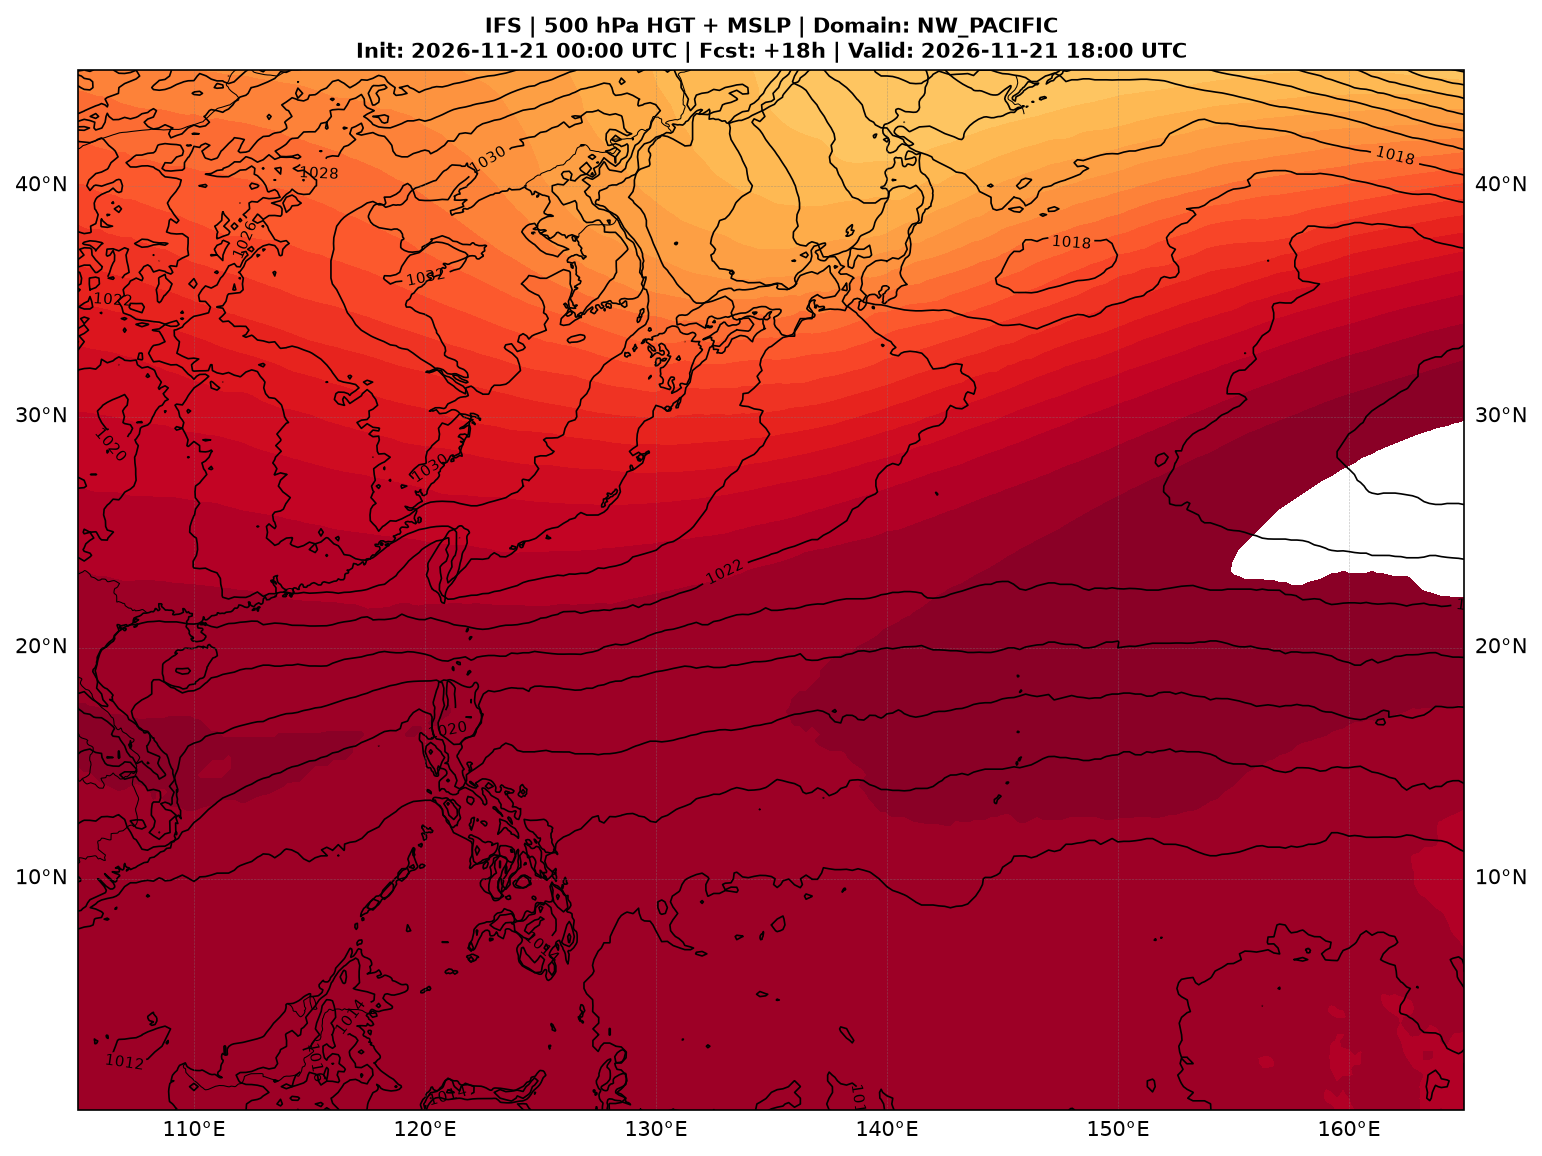 IFS | 500 hPa HGT + MSLP | Domain: NW_PACIFIC
Init: 2026-11-21 00:00 UTC | Fcst: +18h | Valid: 2026-11-21 18:00 UTC
1030
1018
1028
40°N
40°N
1026
1018
1032
1022
30°N
30°N
1020
1030
1022
20°N
20°N
10°N
10°N
1014
1012
110°E
120°E
130°E
140°E
150°E
160°E